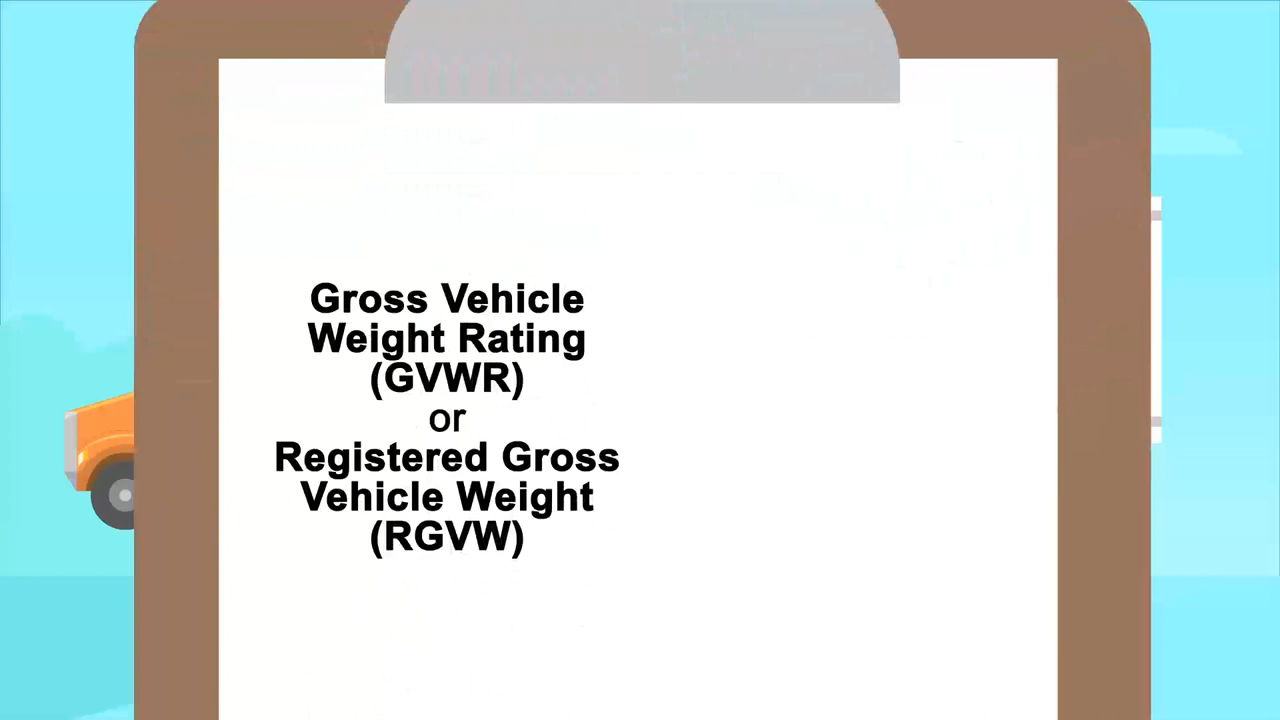 Gross Vehicle
Weight Rating
(GVWR)
or
Registered Gross
Vehicle Weight
(RGVW)